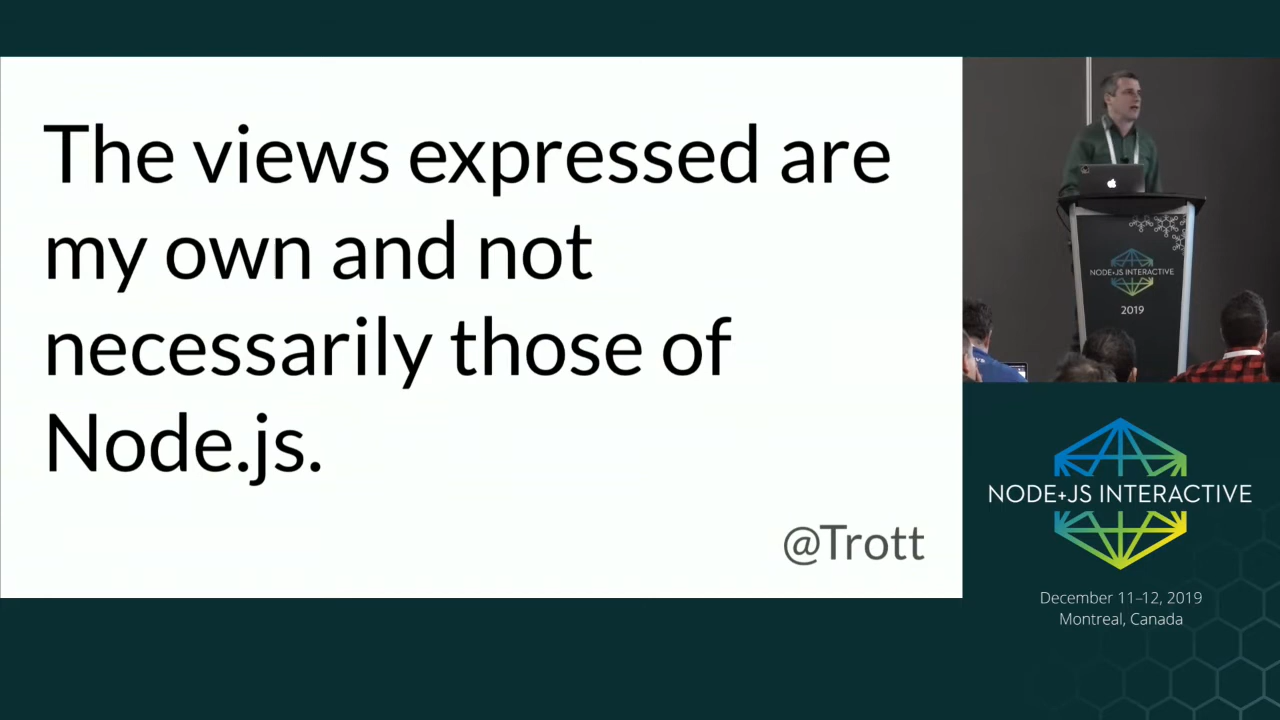 The views expressed are
my own and not
necessarily those of
Node.js.
@Trott
NODE+JS INTERACTIVE
2019
NODE+JS INTERACTIVE
December 11–12, 2019
Montreal, Canada